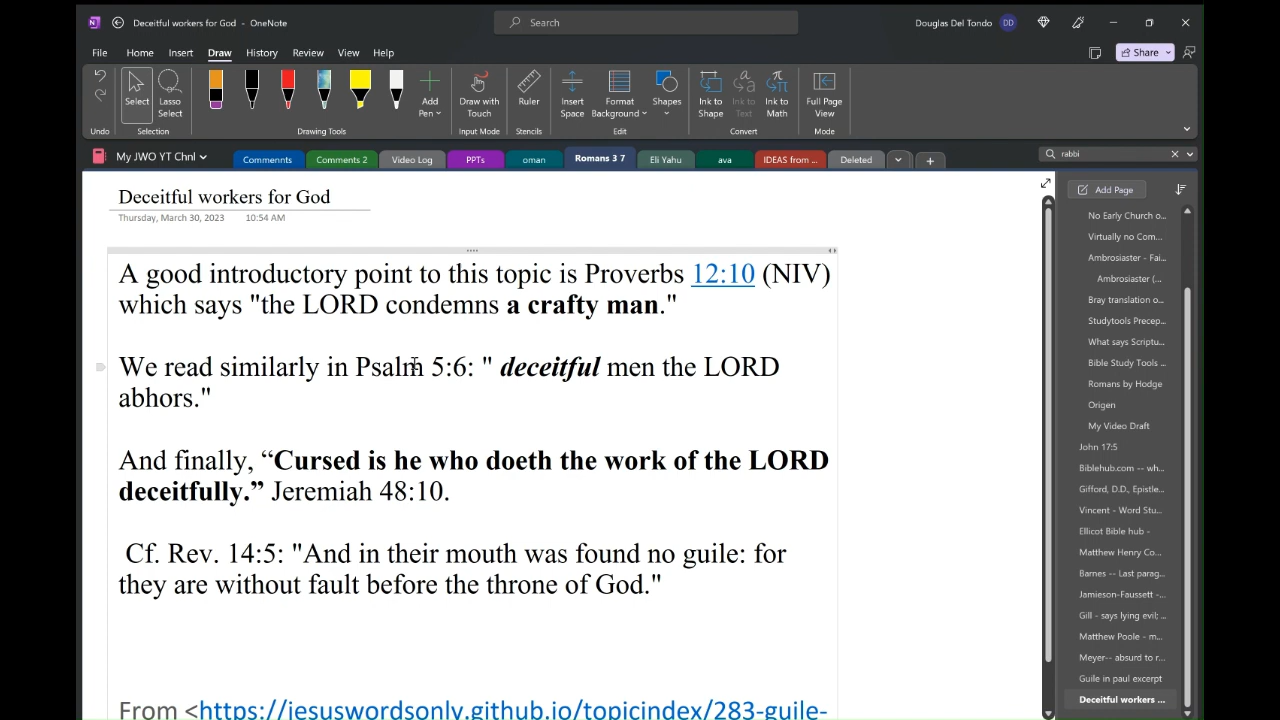 Deceitful workers for God - OneNote
Search
Douglas Del Tondo
DD
File Home Insert Draw History Review View Help
Share
Undo
Select
Lasso Select
Selection
Add Pen
Drawing Tools
Draw with Touch
Input Mode
Ruler
Stencils
Insert Space
Format Background
Shapes
Edit
Ink to Shape
Ink to Text
Ink to Math
Convert
Full Page View
Mode
My JWO YT Chnl
Commennts
Comments 2
Video Log
PPTs
oman
Romans 3 7
Eli Yahu
ava
IDEAS from ...
Deleted
rabbi
Deceitful workers for God
Thursday, March 30, 2023 10:54 AM
A good introductory point to this topic is Proverbs 12:10 (NIV)
which says "the LORD condemns a crafty man."
We read similarly in Psalm 5:6: " deceitful men the LORD
abhors."
And finally, “Cursed is he who doeth the work of the LORD
deceitfully.” Jeremiah 48:10.
Cf. Rev. 14:5: "And in their mouth was found no guile: for
they are without fault before the throne of God."
From <https://jesuswordsonly.github.io/topicindex/283-guile-
Add Page
No Early Church o...
Virtually no Com...
Ambrosiaster - Fai...
Ambrosiaster (...
Bray translation o...
Studytools Precep...
What says Scriptu...
Bible Study Tools ...
Romans by Hodge
Origen
My Video Draft
John 17:5
Biblehub.com -- wh...
Gifford, D.D., Epistle...
Vincent - Word Stu...
Ellicot Bible hub -
Matthew Henry Co...
Barnes -- Last parag...
Jamieson-Faussett -...
Gill - says lying evil; ...
Matthew Poole - m...
Meyer-- absurd to r...
Guile in paul excerpt
Deceitful workers ...